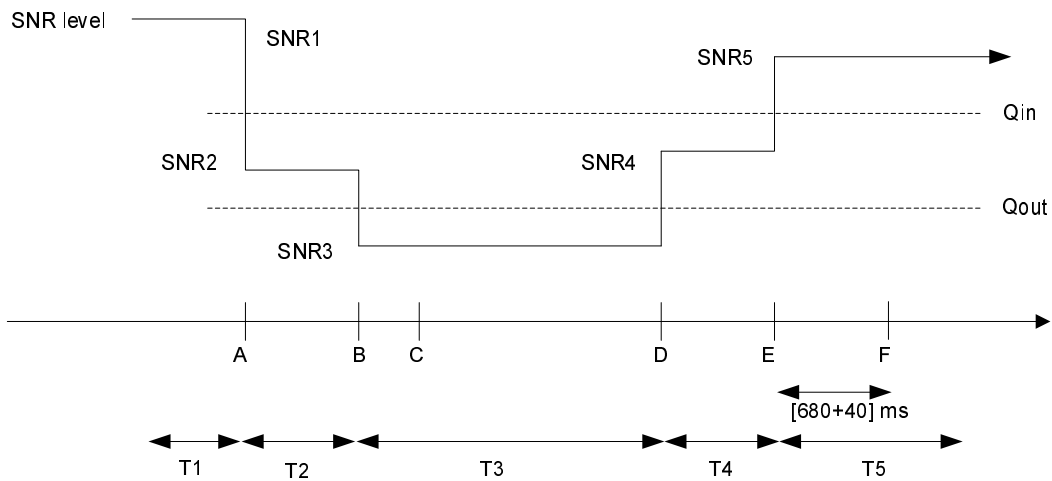 SNR level
SNR1
SNR5
Qin
SNR2
SNR4
Qout
SNR3
A
B
C
D
E
F
[680+40] ms
T1
T2
T3
T4
T5